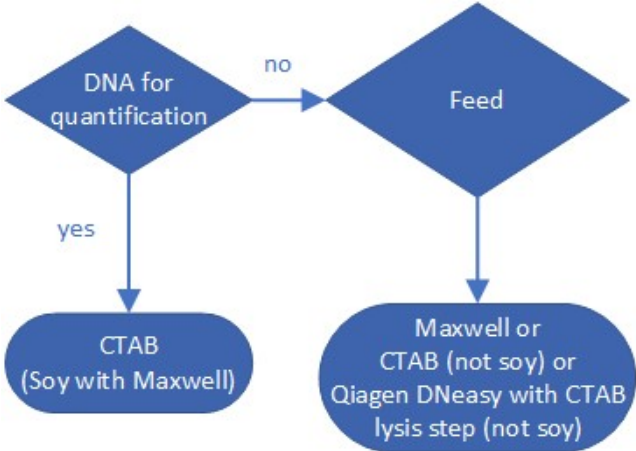 DNA for
quantification
no
Feed
yes
CTAB
(Soy with Maxwell)
Maxwell or
CTAB (not soy) or
Qiagen DNeasy with CTAB
lysis step (not soy)